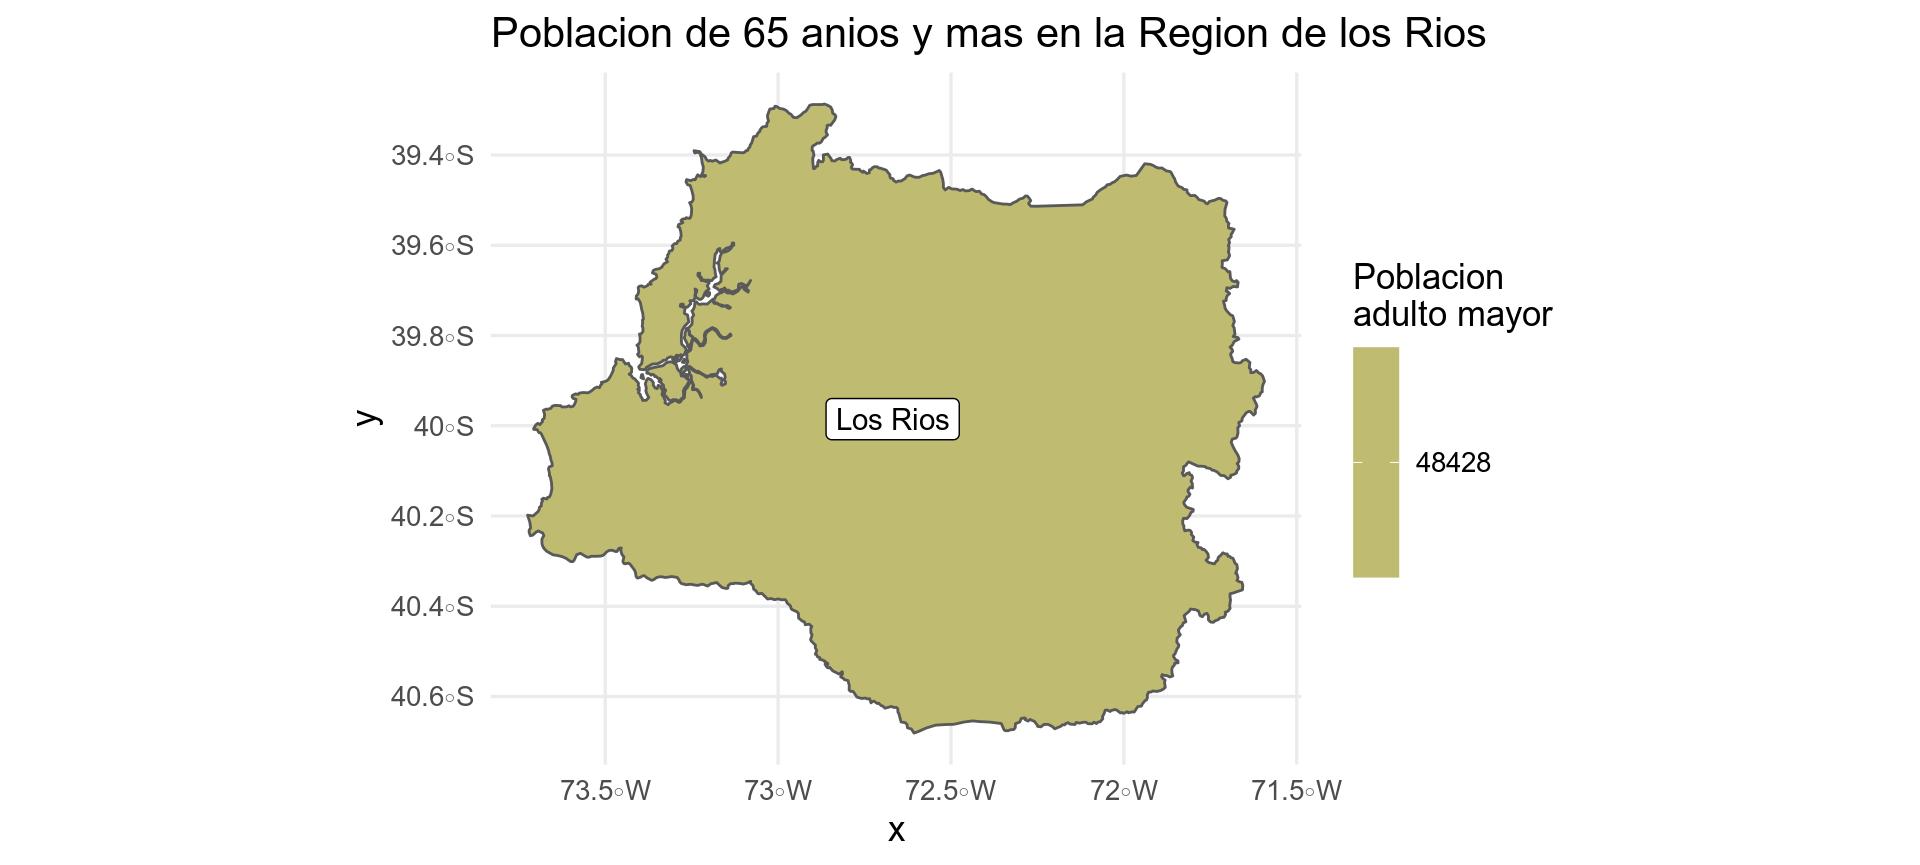 Poblacion de 65 anios y mas en la Region de los Rios
39.4°S
39.6°S
39.8°S
40°S
40.2°S
40.4°S
40.6°S
y
Los Rios
73.5°W
73°W
72.5°W
72°W
71.5°W
x
Poblacion
adulto mayor
48428